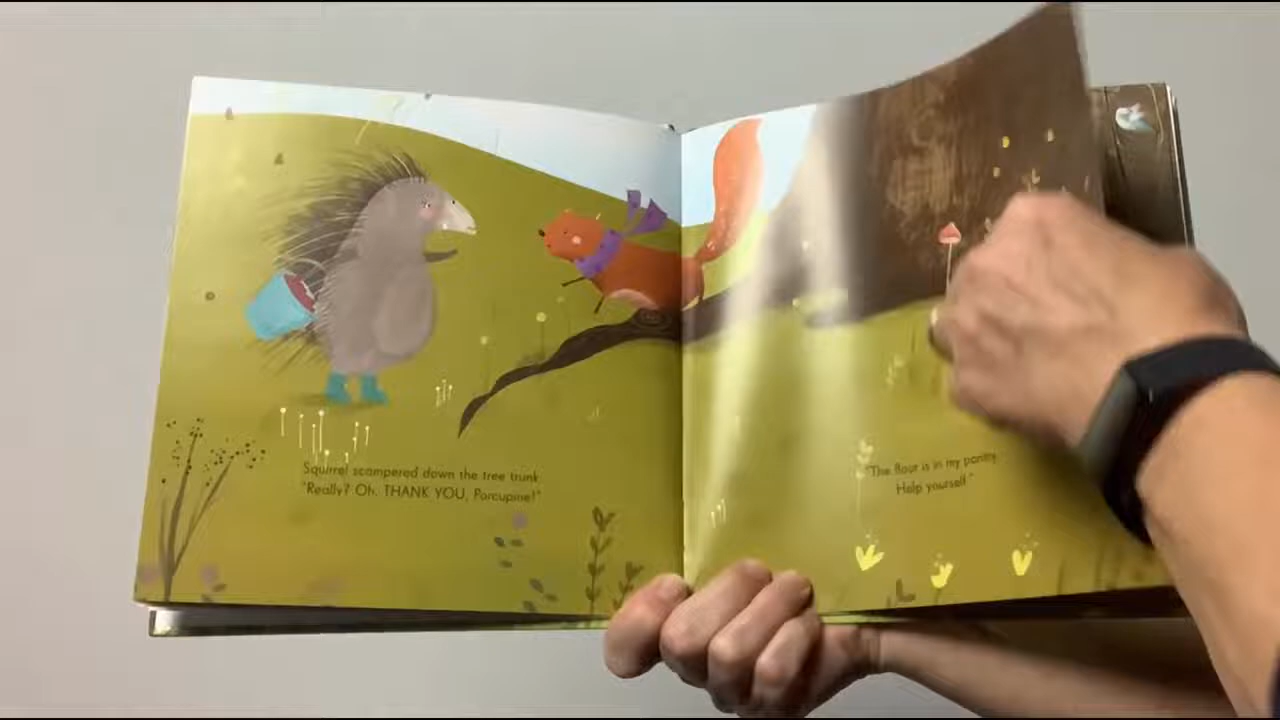 Squirrel scampered down the tree trunk.
"Really? Oh, THANK YOU, Porcupine!"
"The flour is in my pantry.
Help yourself."